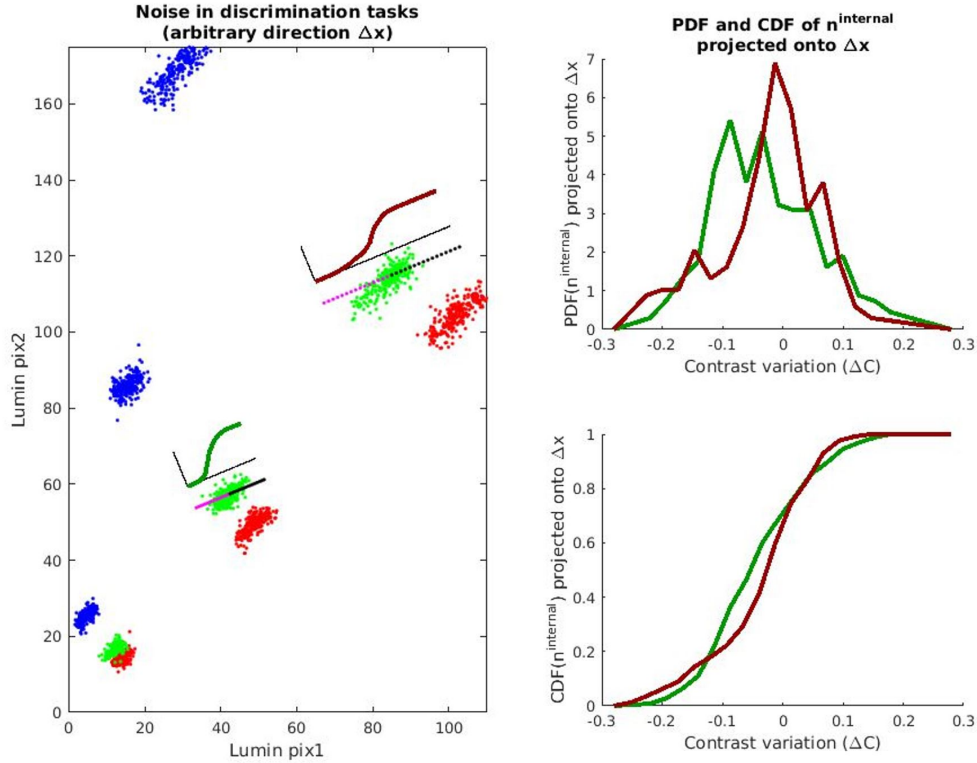 Noise in discrimination tasks
(arbitrary direction Δx)
160
140
120
100
80
60
40
20
0
0 20 40 60 80 100
Lumin pix2
Lumin pix1
PDF and CDF of n^internal
projected onto Δx
7
6
5
4
3
2
1
0
-0.3 -0.2 -0.1 0 0.1 0.2 0.3
PDF(n^internal) projected onto Δx
Contrast variation (ΔC)
1
0.8
0.6
0.4
0.2
0
-0.3 -0.2 -0.1 0 0.1 0.2 0.3
CDF(n^internal) projected onto Δx
Contrast variation (ΔC)